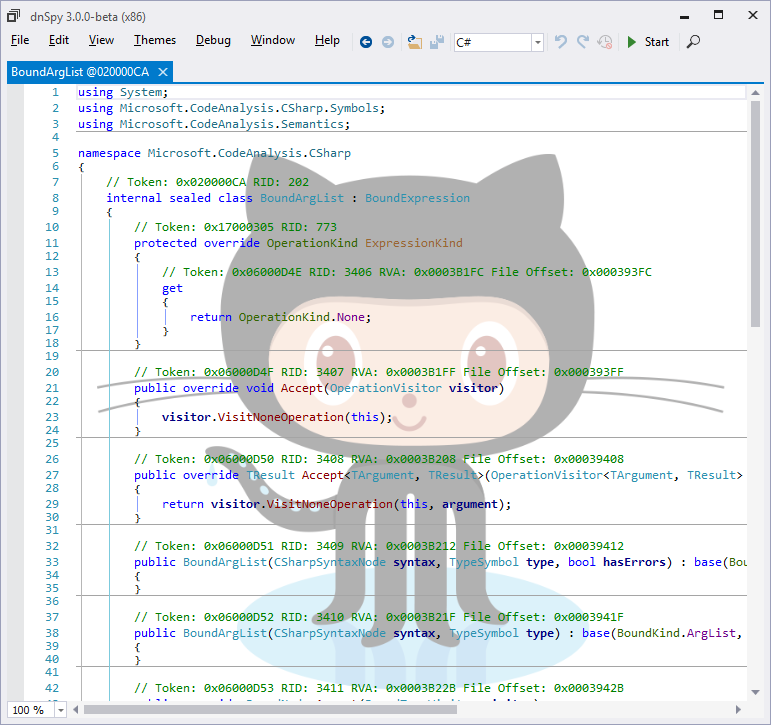 dnSpy 3.0.0-beta (x86)
File Edit View Themes Debug Window Help C# Start
BoundArgList @020000CA
1 using System;
2 using Microsoft.CodeAnalysis.CSharp.Symbols;
3 using Microsoft.CodeAnalysis.Semantics;
4
5 namespace Microsoft.CodeAnalysis.CSharp
6 {
7 // Token: 0x020000CA RID: 202
8 internal sealed class BoundArgList : BoundExpression
9 {
10 // Token: 0x17000305 RID: 773
11 protected override OperationKind ExpressionKind
12 {
13 // Token: 0x06000D4E RID: 3406 RVA: 0x0003B1FC File Offset: 0x000393FC
14 get
15 {
16 return OperationKind.None;
17 }
18 }
19
20 // Token: 0x06000D4F RID: 3407 RVA: 0x0003B1FF File Offset: 0x000393FF
21 public override void Accept(OperationVisitor visitor)
22 {
23 visitor.VisitNoneOperation(this);
24 }
25
26 // Token: 0x06000D50 RID: 3408 RVA: 0x0003B208 File Offset: 0x00039408
27 public override TResult Accept<TArgument, TResult>(OperationVisitor<TArgument, TResult>
28 {
29 return visitor.VisitNoneOperation(this, argument);
30 }
31
32 // Token: 0x06000D51 RID: 3409 RVA: 0x0003B212 File Offset: 0x00039412
33 public BoundArgList(CSharpSyntaxNode syntax, TypeSymbol type, bool hasErrors) : base(Bou
34 {
35 }
36
37 // Token: 0x06000D52 RID: 3410 RVA: 0x0003B21F File Offset: 0x0003941F
38 public BoundArgList(CSharpSyntaxNode syntax, TypeSymbol type) : base(BoundKind.ArgList,
39 {
40 }
41
42 // Token: 0x06000D53 RID: 3411 RVA: 0x0003B22B File Offset: 0x0003942B
100 %